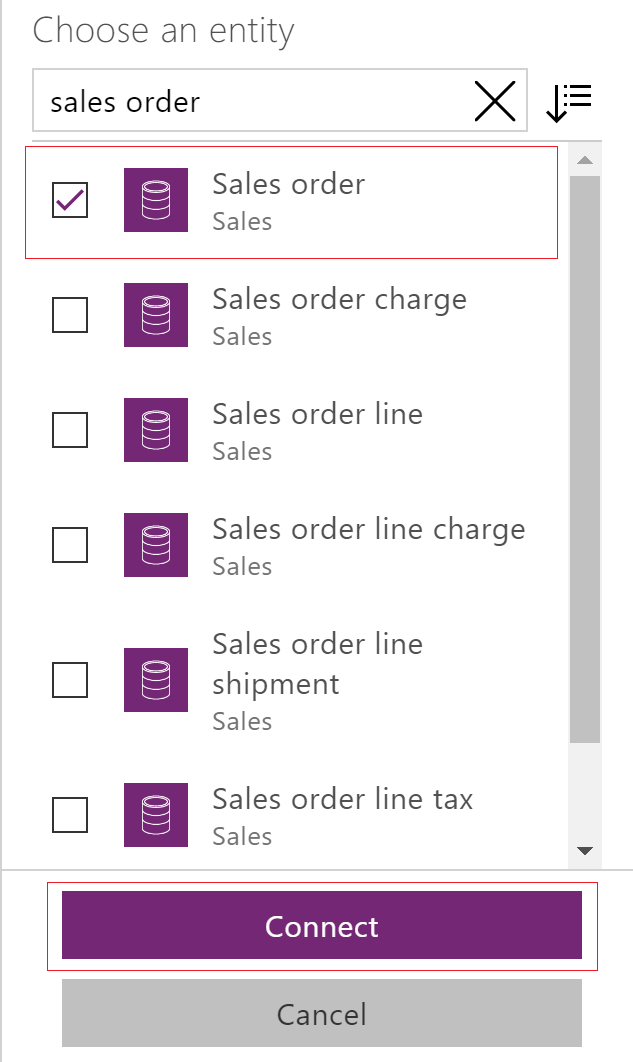 Choose an entity
sales order
Sales order
Sales
Sales order charge
Sales
Sales order line
Sales
Sales order line charge
Sales
Sales order line
shipment
Sales
Sales order line tax
Sales
Connect
Cancel